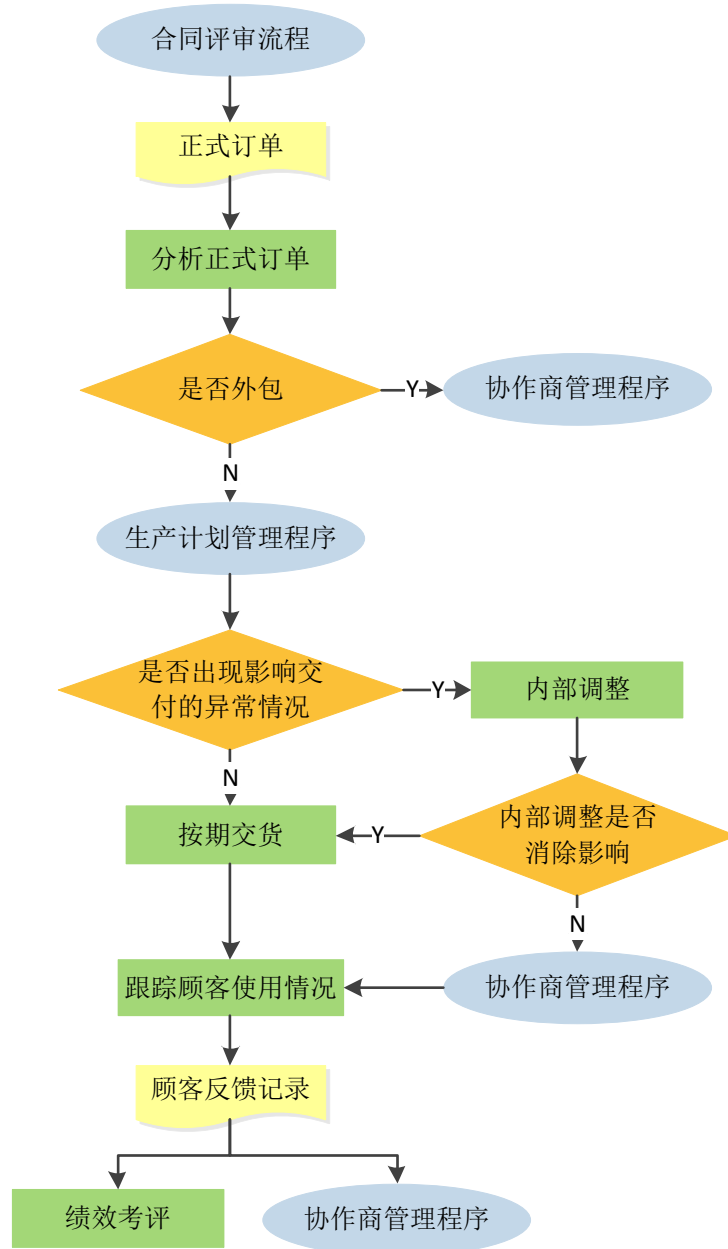 合同评审流程
正式订单
分析正式订单
是否外包
Y
协作商管理程序
N
生产计划管理程序
是否出现影响交
付的异常情况
Y
内部调整
N
按期交货
Y
内部调整是否
消除影响
N
跟踪顾客使用情况
协作商管理程序
顾客反馈记录
绩效考评
协作商管理程序